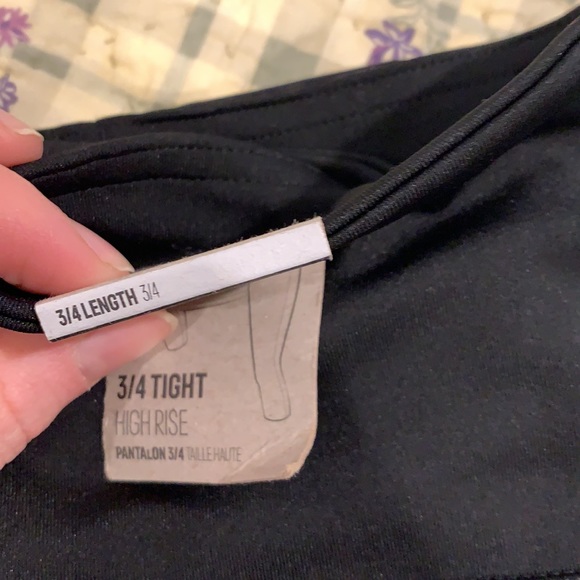 3/4 LENGTH 3/4
3/4 TIGHT
HIGH RISE
PANTALON 3/4 TAILLE HAUTE